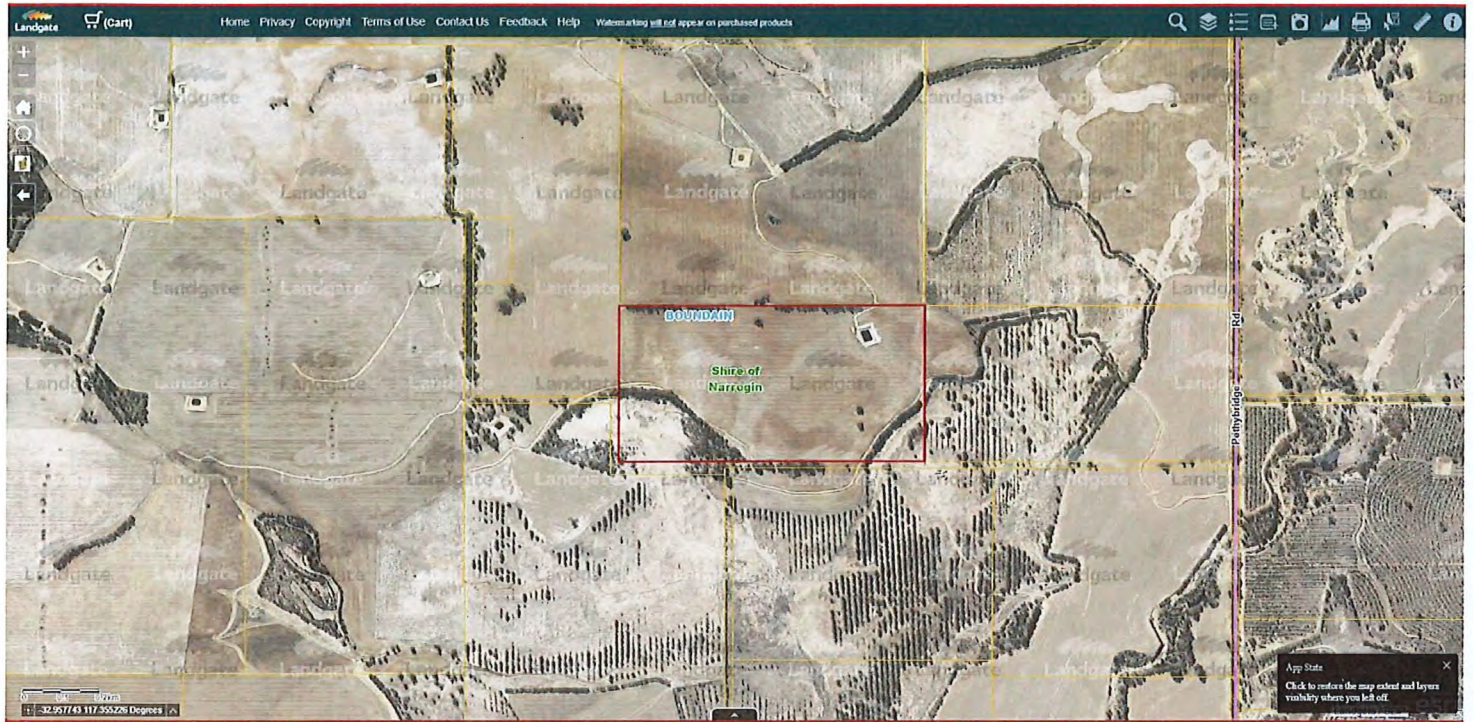 Landgate
(Cart)
Home Privacy Copyright Terms of Use Contact Us Feedback Help Watermarking will not appear on purchased products
Landgate
BOUNDAIN
Shire of
Narrogin
Pethybridge Rd
App State
Click to restore the map extent and layers
visibility where you left off.
-32.957743 117.355226 Degrees